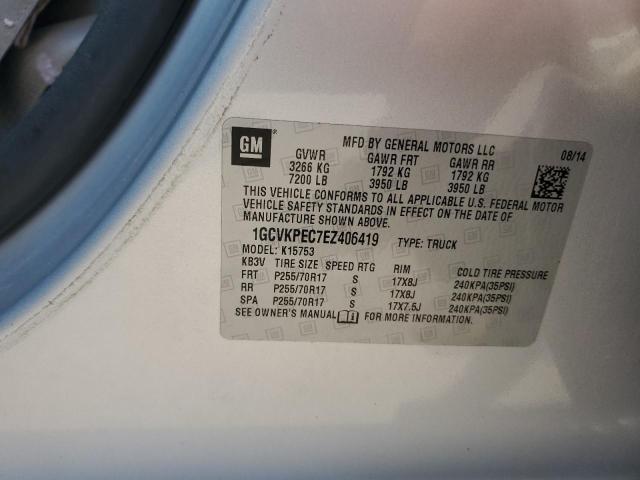 GM
MFD BY GENERAL MOTORS LLC
08/14
GVWR GAWR FRT GAWR RR
3266 KG 1792 KG 1792 KG
7200 LB 3950 LB 3950 LB
THIS VEHICLE CONFORMS TO ALL APPLICABLE U.S. FEDERAL MOTOR
VEHICLE SAFETY STANDARDS IN EFFECT ON THE DATE OF
MANUFACTURE SHOWN ABOVE.
1GCVKPEC7EZ406419 TYPE: TRUCK
MODEL: K15753
KB3V TIRE SIZE SPEED RTG RIM COLD TIRE PRESSURE
FRT P255/70R17 S 17X8J 240KPA(35PSI)
RR P255/70R17 S 17X8J 240KPA(35PSI)
SPA P255/70R17 S 17X7.5J 240KPA(35PSI)
SEE OWNER'S MANUAL FOR MORE INFORMATION.